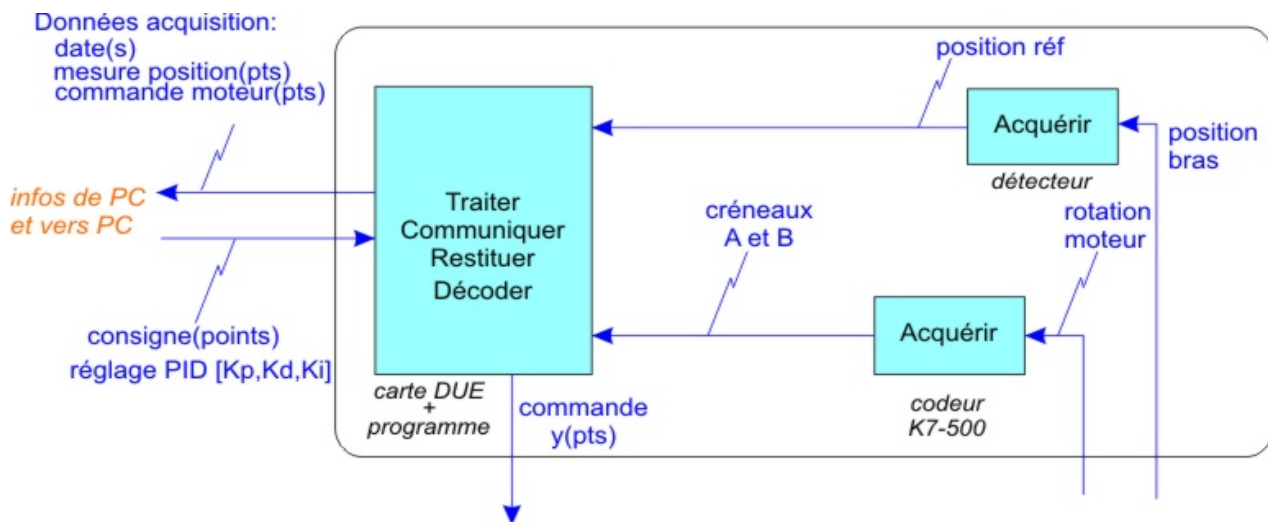 Données acquisition:
date(s)
mesure position(pts)
commande moteur(pts)
infos de PC
et vers PC
consigne(points)
réglage PID [Kp,Kd,Ki]
Traiter
Communiquer
Restituer
Décoder
carte DUE
+
programme
commande
y(pts)
position réf
Acquérir
détecteur
position
bras
créneaux
A et B
rotation
moteur
Acquérir
codeur
K7-500